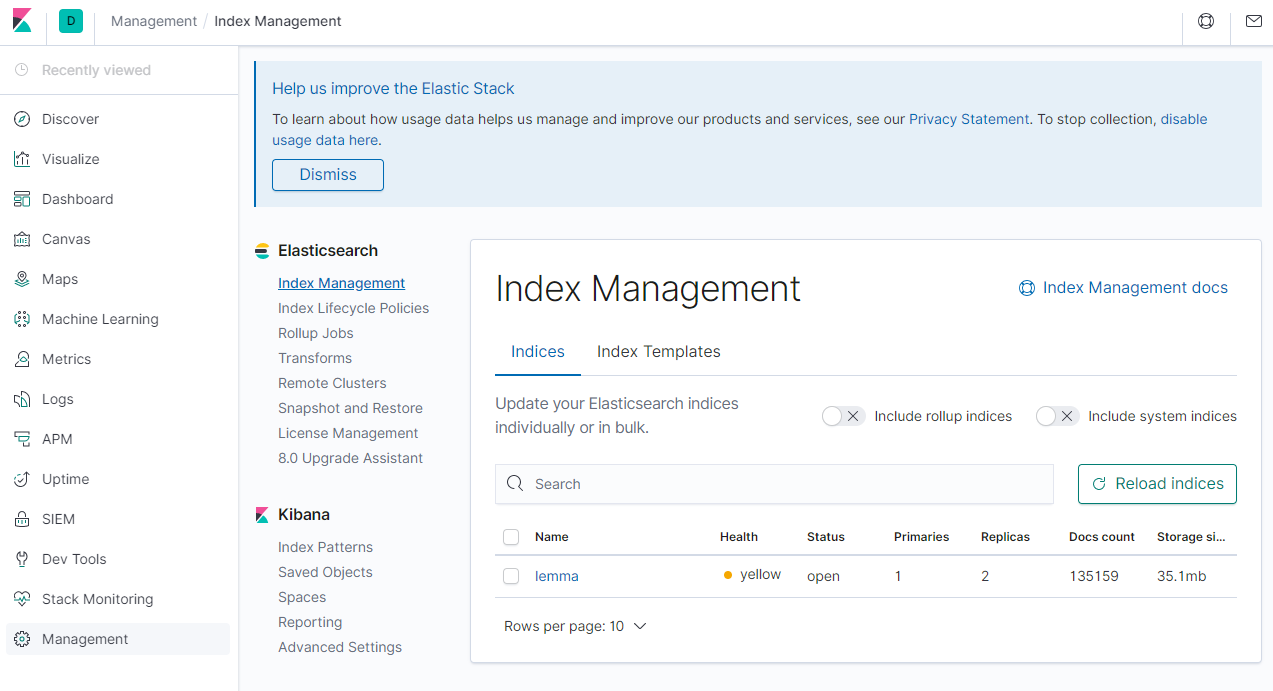 D Management / Index Management
Recently viewed
Discover
Visualize
Dashboard
Canvas
Maps
Machine Learning
Metrics
Logs
APM
Uptime
SIEM
Dev Tools
Stack Monitoring
Management
Help us improve the Elastic Stack
To learn about how usage data helps us manage and improve our products and services, see our Privacy Statement. To stop collection, disable
usage data here.
Dismiss
Elasticsearch
Index Management
Index Lifecycle Policies
Rollup Jobs
Transforms
Remote Clusters
Snapshot and Restore
License Management
8.0 Upgrade Assistant
Kibana
Index Patterns
Saved Objects
Spaces
Reporting
Advanced Settings
Index Management
Index Management docs
Indices Index Templates
Update your Elasticsearch indices
individually or in bulk.
Include rollup indices Include system indices
Search Reload indices
Name Health Status Primaries Replicas Docs count Storage si...
lemma yellow open 1 2 135159 35.1mb
Rows per page: 10